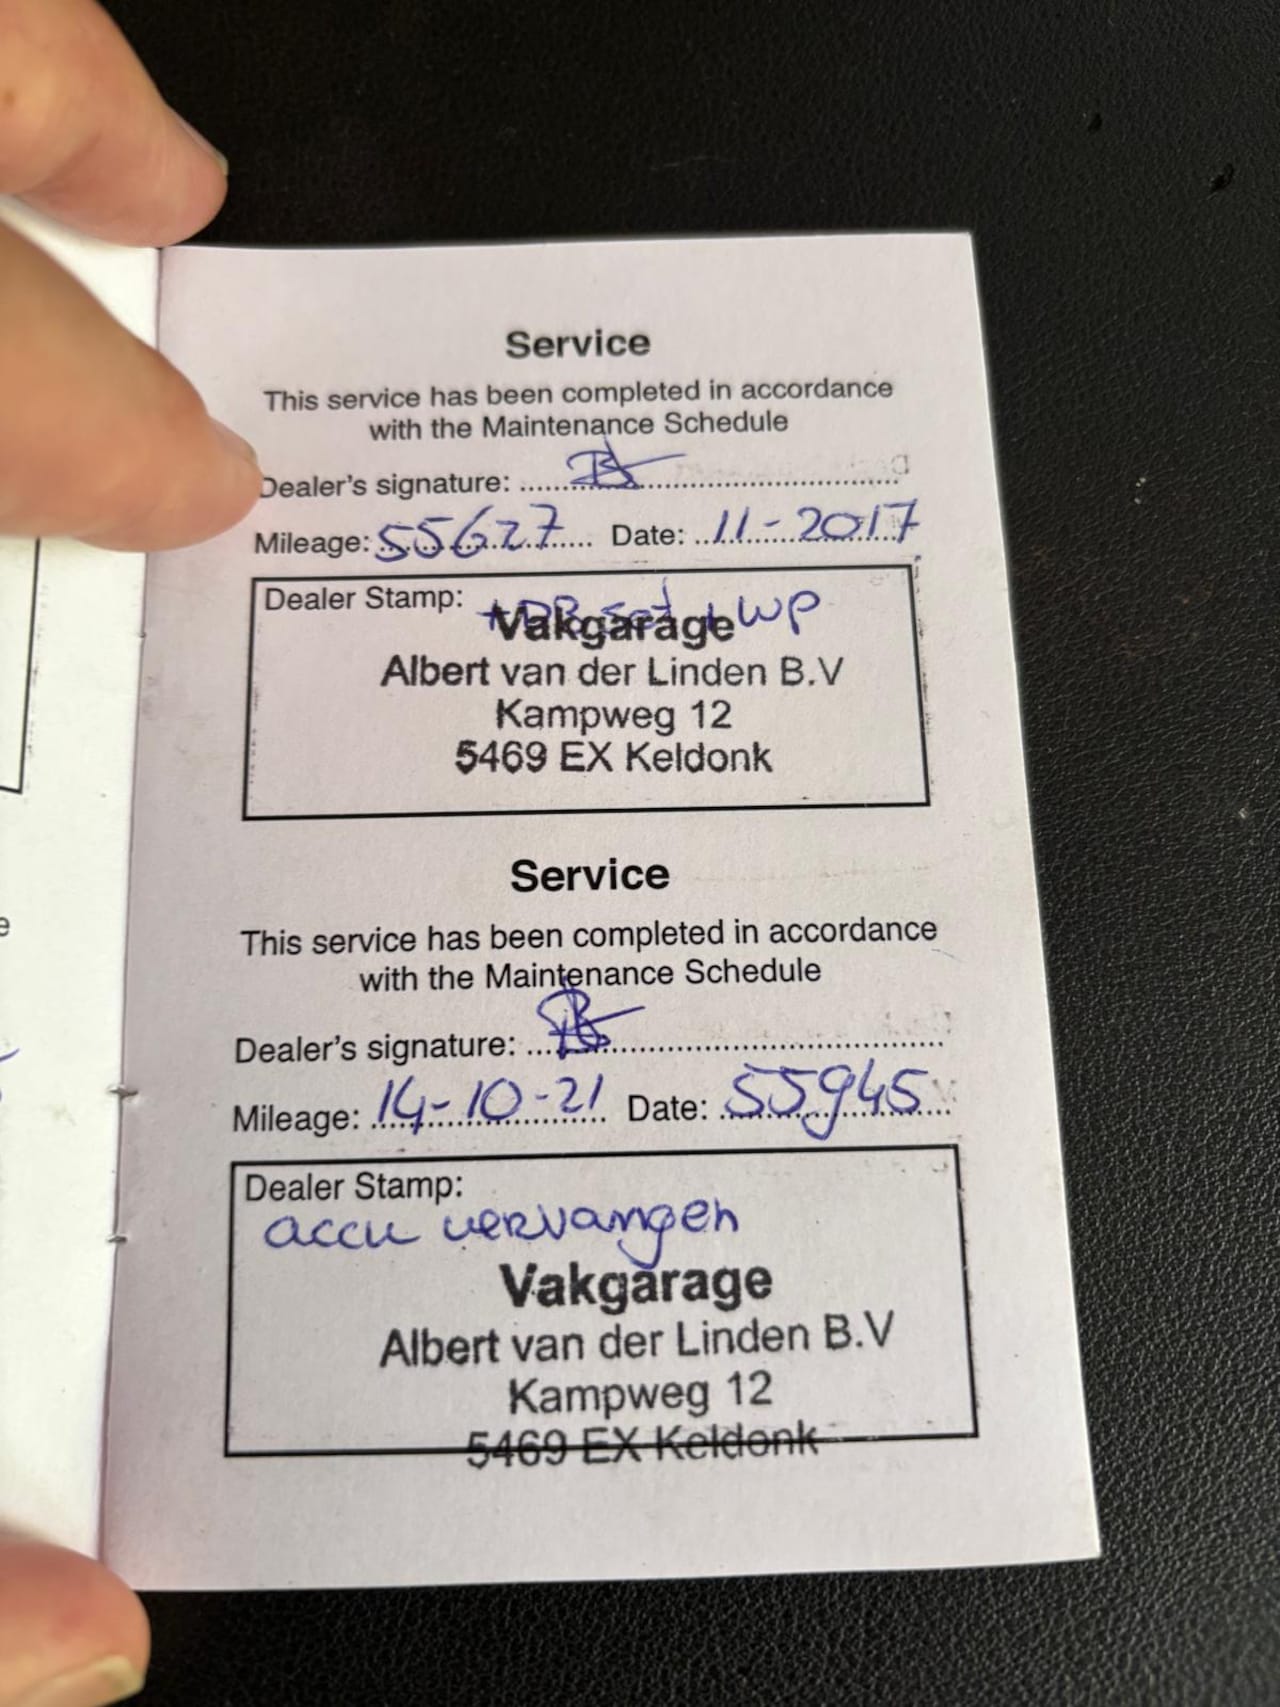 Service
This service has been completed in accordance
with the Maintenance Schedule
Dealer's signature:
Mileage: 55627 Date: 11-2017
Dealer Stamp: + DB set + WP
Vakgarage
Albert van der Linden B.V
Kampweg 12
5469 EX Keldonk
Service
This service has been completed in accordance
with the Maintenance Schedule
Dealer's signature:
Mileage: 14-10-21 Date: 55945
Dealer Stamp:
accu vervangen
Vakgarage
Albert van der Linden B.V
Kampweg 12
5469 EX Keldonk